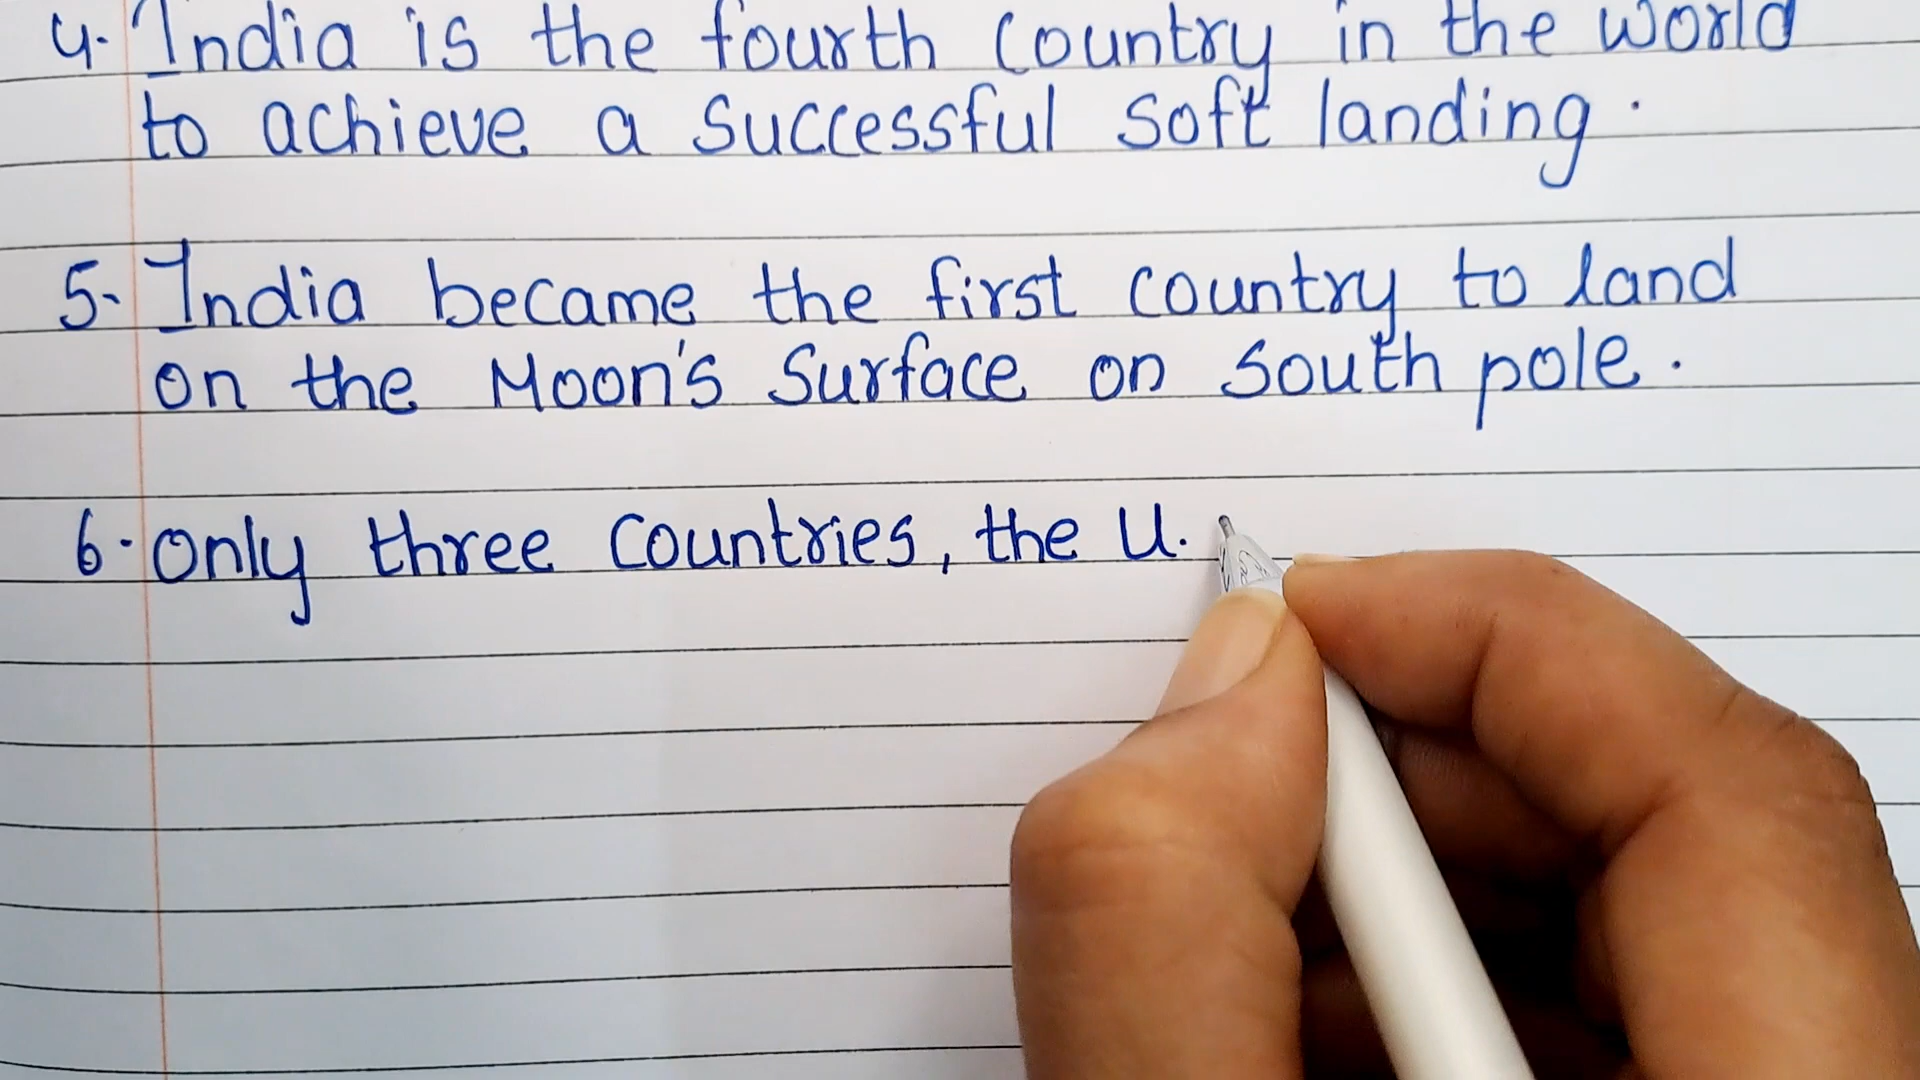 4. India is the fourth country in the world
to achieve a successful soft landing.
5. India became the first country to land
on the Moon's Surface on south pole.
6. Only three countries, the U.